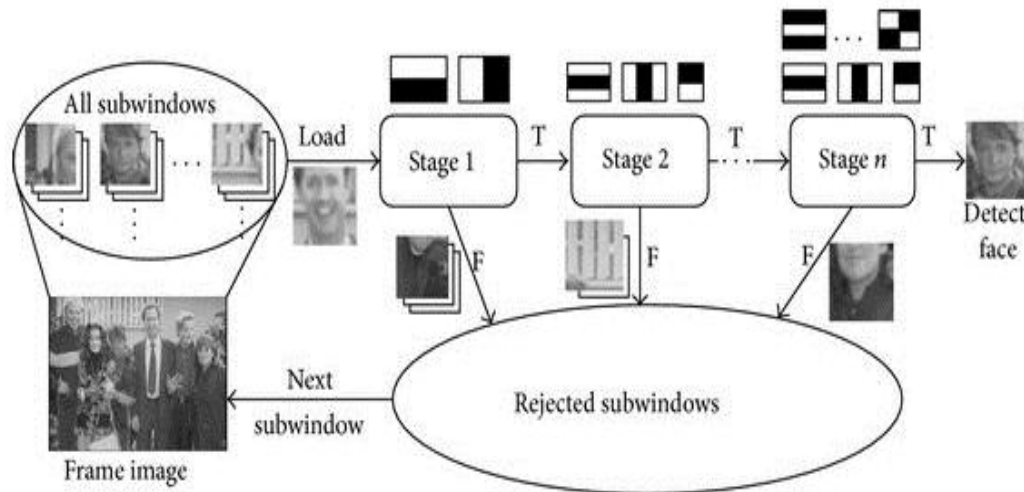 All subwindows
. . .
Load
Stage 1
T
Stage 2
T
. . .
Stage n
T
Detect
face
F
F
F
Rejected subwindows
Next
subwindow
Frame image